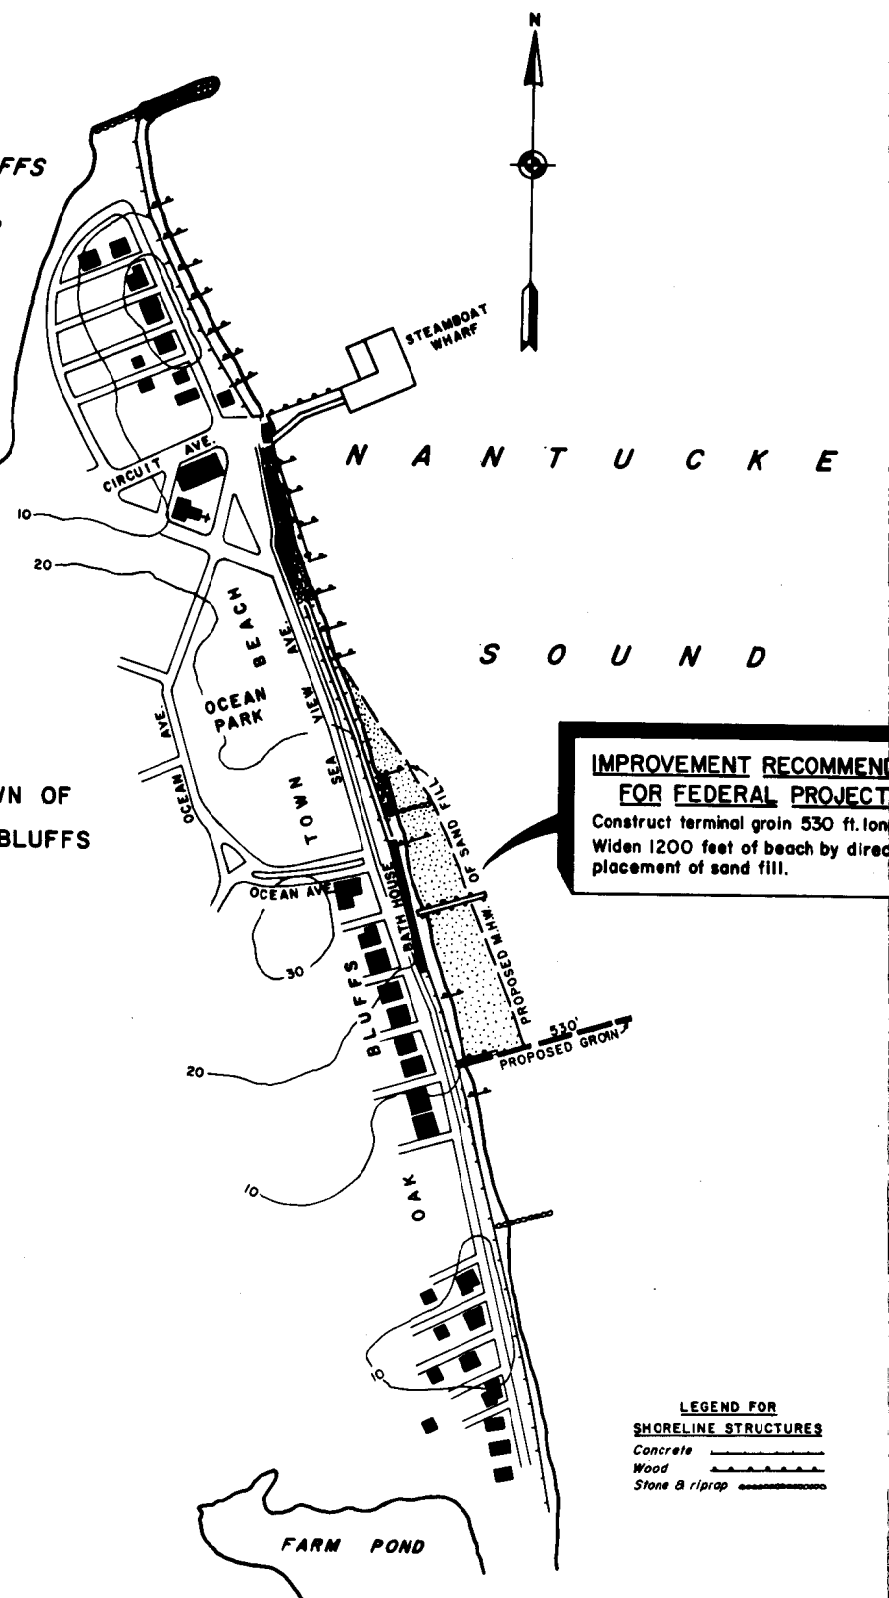 N
FFS
STEAMBOAT
WHARF
NANTUCKE
CIRCUIT AVE.
10
20
SOUND
BEACH
OCEAN
PARK
SEA VIEW AVE.
OCEAN AVE.
TOWN
WN OF
BLUFFS
IMPROVEMENT RECOMMEND
FOR FEDERAL PROJECT
Construct terminal groin 530 ft. long
Widen 1200 feet of beach by direc
placement of sand fill.
PROPOSED M.H.W. OF SAND FILL
BATH HOUSE
OCEAN AVE
30
BLUFFS
530'
PROPOSED GROIN
20
10
OAK
10
LEGEND FOR
SHORELINE STRUCTURES
Concrete
Wood
Stone & riprap
FARM POND